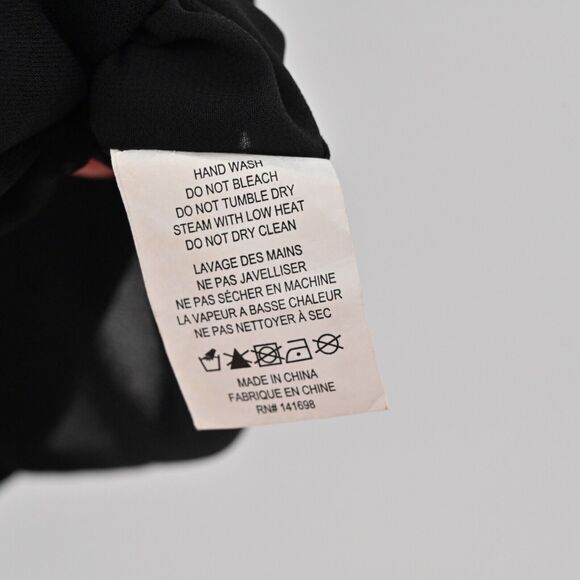 HAND WASH
DO NOT BLEACH
DO NOT TUMBLE DRY
STEAM WITH LOW HEAT
DO NOT DRY CLEAN
LAVAGE DES MAINS
NE PAS JAVELLISER
NE PAS SÉCHER EN MACHINE
LA VAPEUR A BASSE CHALEUR
NE PAS NETTOYER À SEC
MADE IN CHINA
FABRIQUE EN CHINE
RN# 141698